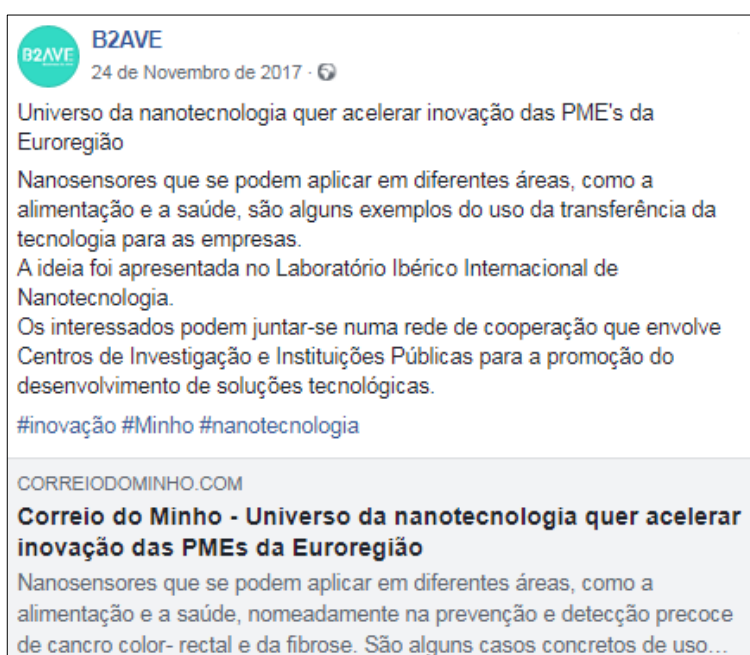 B2AVE
B2AVE
24 de Novembro de 2017 ·
Universo da nanotecnologia quer acelerar inovação das PME's da
Euroregião
Nanosensores que se podem aplicar em diferentes áreas, como a
alimentação e a saúde, são alguns exemplos do uso da transferência da
tecnologia para as empresas.
A ideia foi apresentada no Laboratório Ibérico Internacional de
Nanotecnologia.
Os interessados podem juntar-se numa rede de cooperação que envolve
Centros de Investigação e Instituições Públicas para a promoção do
desenvolvimento de soluções tecnológicas.
#inovação #Minho #nanotecnologia
CORREIODOMINHO.COM
Correio do Minho - Universo da nanotecnologia quer acelerar
inovação das PMEs da Euroregião
Nanosensores que se podem aplicar em diferentes áreas, como a
alimentação e a saúde, nomeadamente na prevenção e detecção precoce
de cancro color- rectal e da fibrose. São alguns casos concretos de uso...